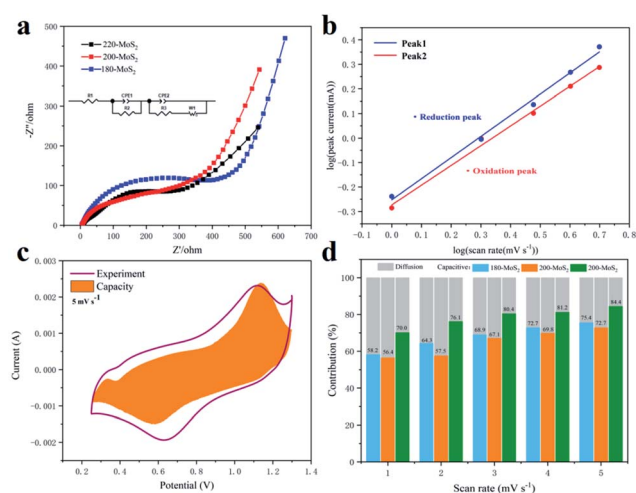 a
500
400
300
200
100
0
-Z''/ohm
220-MoS₂
200-MoS₂
180-MoS₂
R1
CPE1
R2
CPE2
R3
W1
0
100
200
300
400
500
600
700
Z'/ohm
b
0.4
0.3
0.2
0.1
0.0
-0.1
-0.2
-0.3
log(peak current(mA)
Peak1
Peak2
Reduction peak
Oxidation peak
-0.1
0.0
0.1
0.2
0.3
0.4
0.5
0.6
0.7
0.8
log(scan rate(mV s⁻¹))
c
0.003
0.002
0.001
0.000
-0.001
-0.002
Current (A)
Experiment
Capacity
5 mV s⁻¹
0.2
0.4
0.6
0.8
1.0
1.2
1.4
Potential (V)
d
100
80
60
40
20
0
Contribution (%)
Diffusion
Capacitive:
180-MoS₂
200-MoS₂
200-MoS₂
58.2
56.4
70.0
64.3
57.5
76.1
68.9
67.1
80.4
72.7
69.8
81.2
75.4
72.7
84.4
1
2
3
4
5
Scan rate (mV s⁻¹)